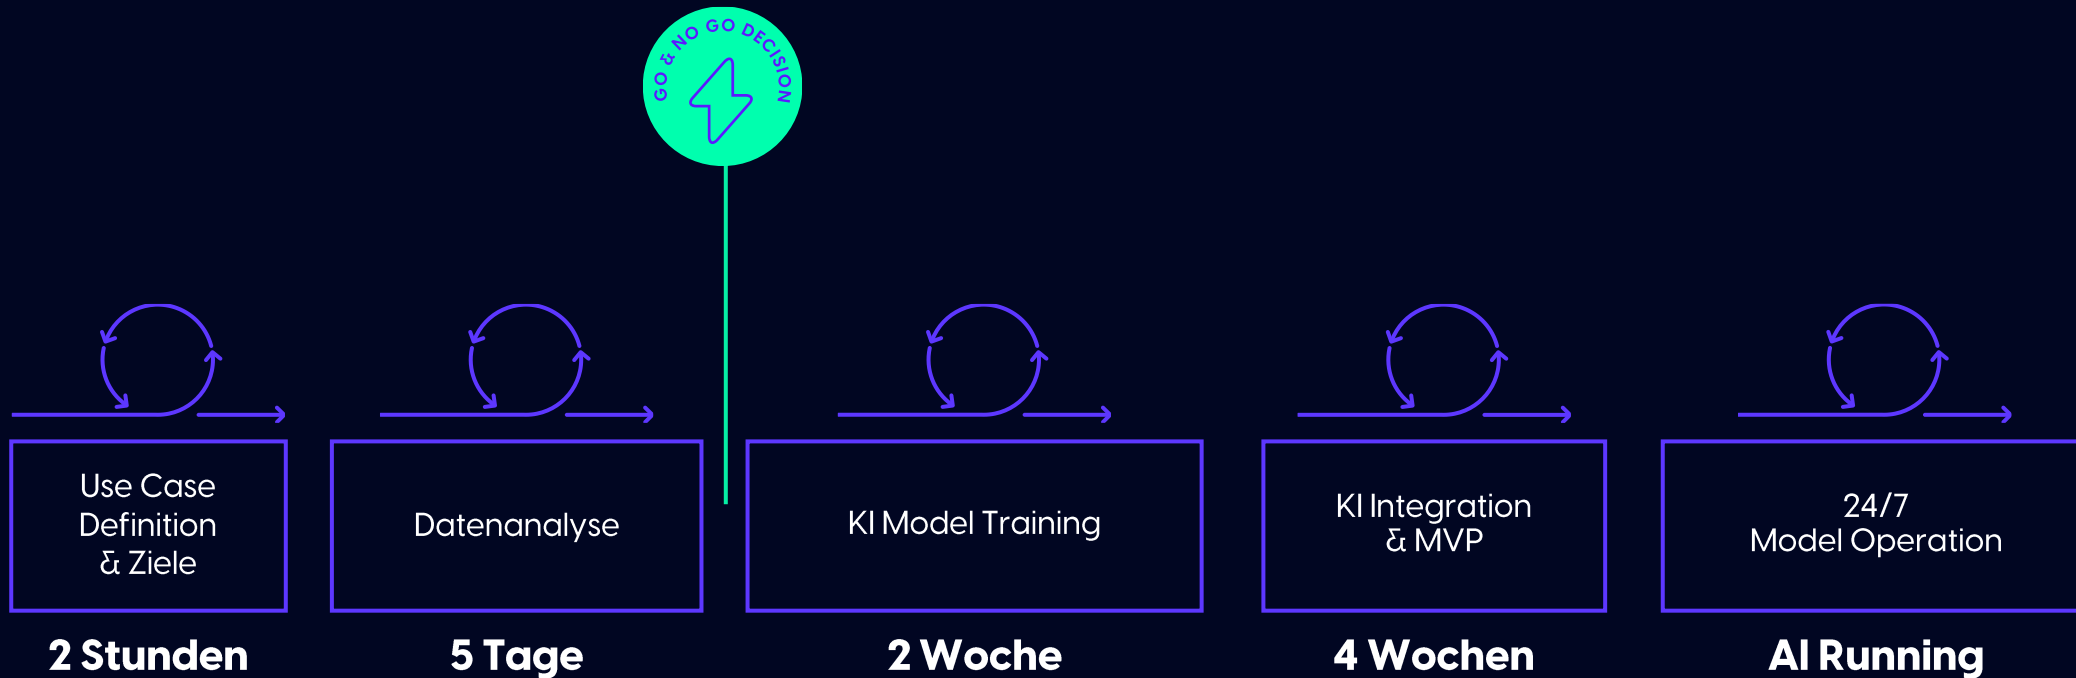 GO & NO GO DECISION
Use Case
Definition
& Ziele
Datenanalyse
KI Model Training
KI Integration
& MVP
24/7
Model Operation
2 Stunden
5 Tage
2 Woche
4 Wochen
AI Running